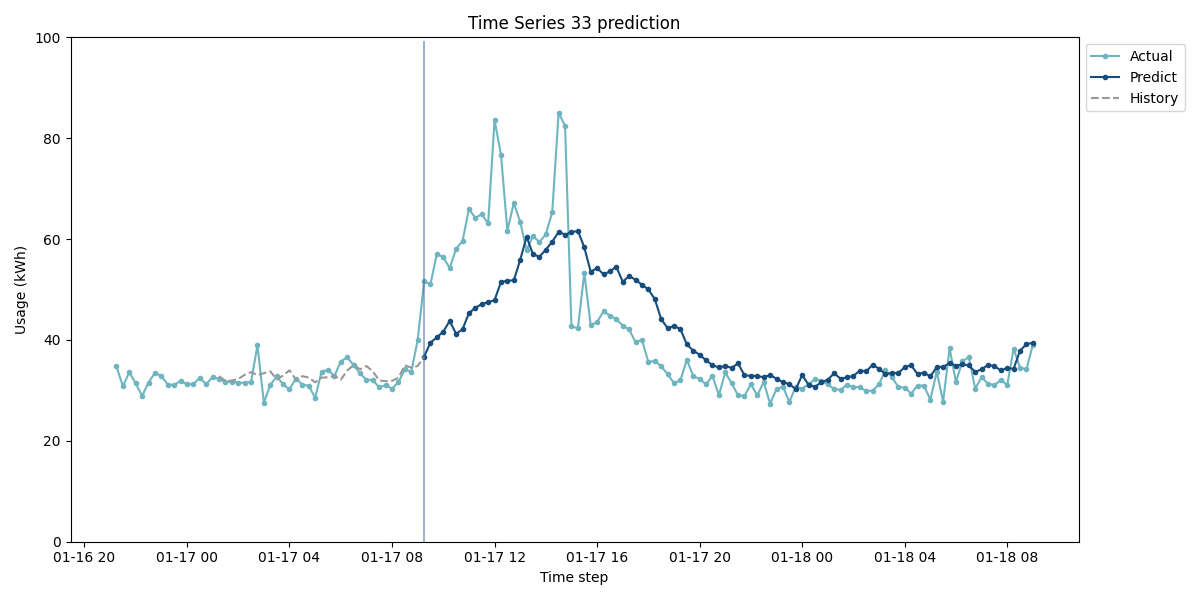 Time Series 33 prediction
100
80
60
40
20
0
Usage (kWh)
01-16 20
01-17 00
01-17 04
01-17 08
01-17 12
01-17 16
01-17 20
01-18 00
01-18 04
01-18 08
Time step
Actual
Predict
History